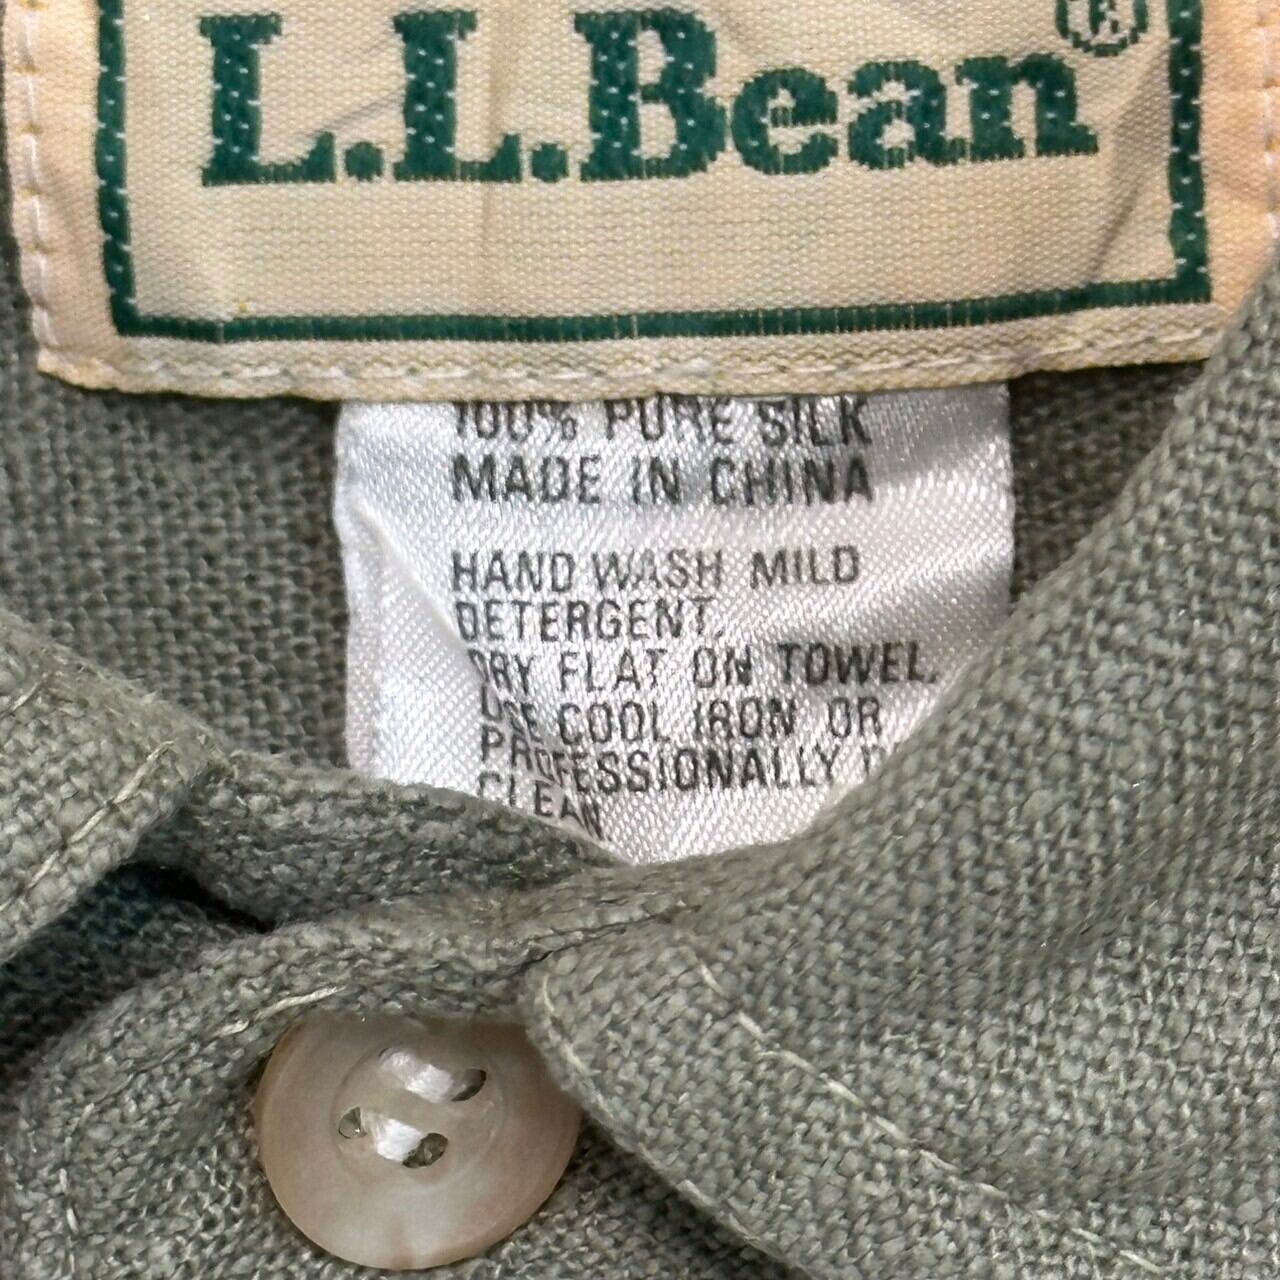 L.L.Bean®
100% PURE SILK
MADE IN CHINA
HAND WASH MILD
DETERGENT.
DRY FLAT ON TOWEL.
USE COOL IRON OR
PROFESSIONALLY
CLEAN